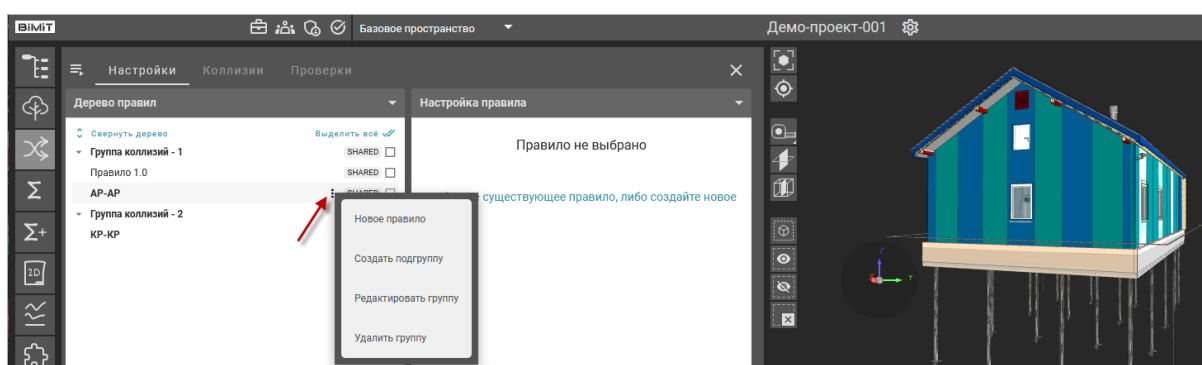 BIMiT
Базовое пространство
Демо-проект-001
Настройки Коллизии Проверки
Дерево правил
Настройка правила
Свернуть дерево Выделить всё
Группа коллизий - 1 SHARED
Правило 1.0 SHARED
АР-АР SHARED
Группа коллизий - 2
КР-КР
Правило не выбрано
существующее правило, либо создайте новое
Новое правило
Создать подгруппу
Редактировать группу
Удалить группу
2D
Z
X
Y